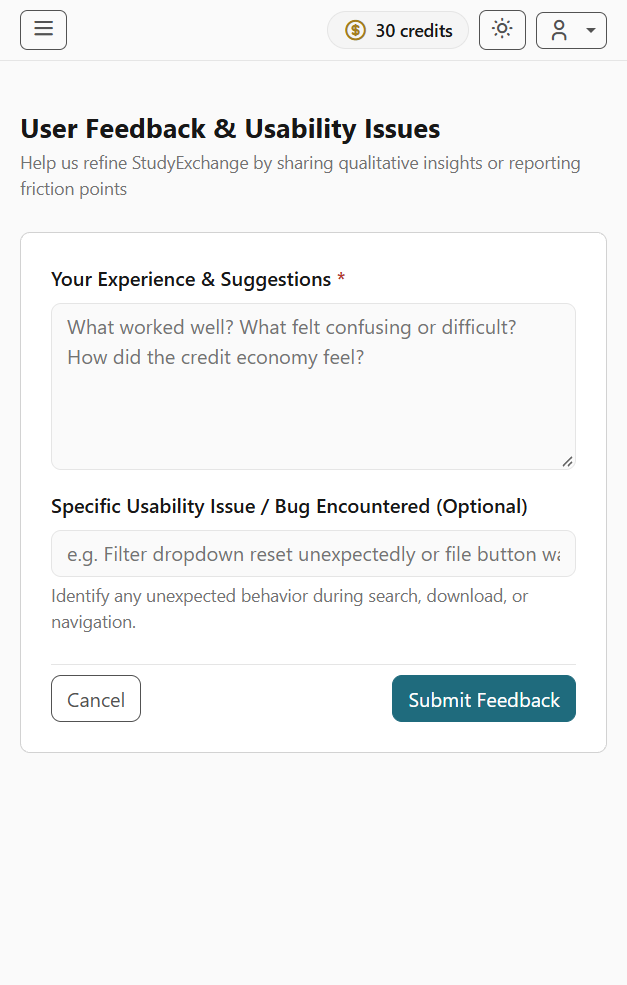 30 credits
User Feedback & Usability Issues
Help us refine StudyExchange by sharing qualitative insights or reporting
friction points
Your Experience & Suggestions *
What worked well? What felt confusing or difficult?
How did the credit economy feel?
Specific Usability Issue / Bug Encountered (Optional)
e.g. Filter dropdown reset unexpectedly or file button wa
Identify any unexpected behavior during search, download, or
navigation.
Cancel
Submit Feedback